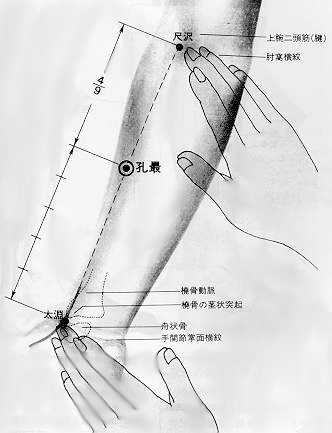 尺沢
上腕二頭筋(腱)
肘窩横紋
4
9
孔最
橈骨動脈
橈骨の茎状突起
太淵
舟状骨
手関節掌面横紋